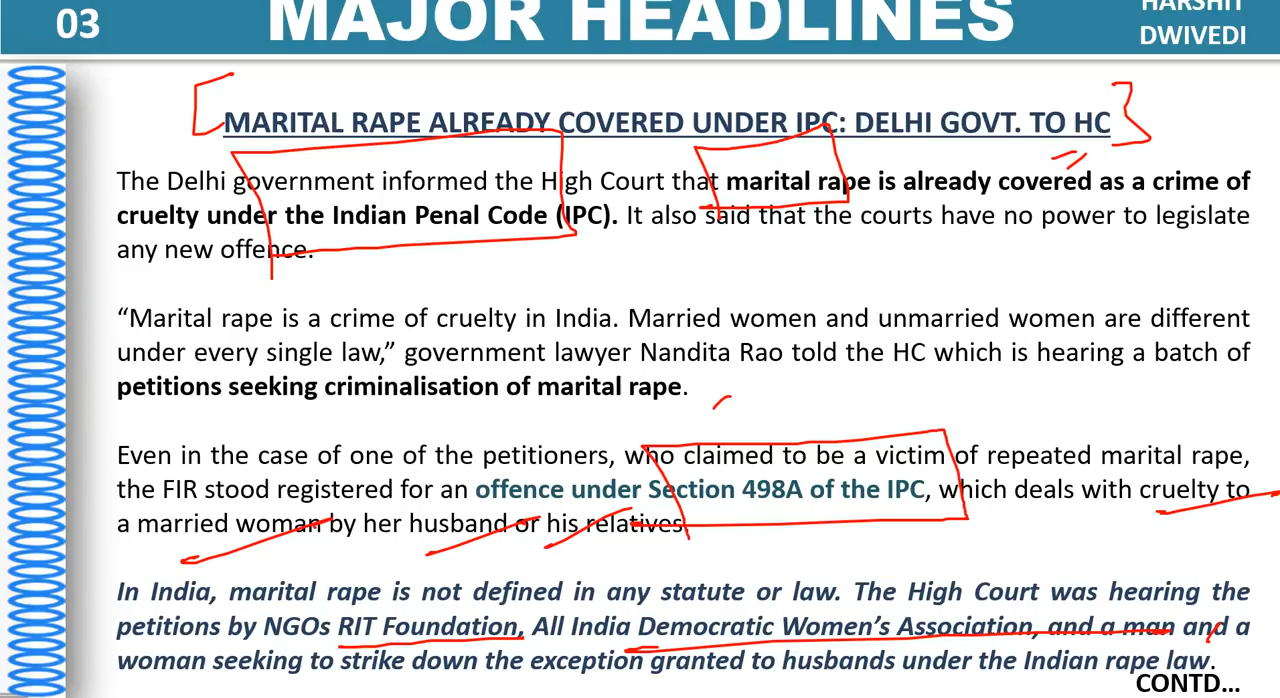 03
MAJOR HEADLINES
HARSHIT
DWIVEDI
MARITAL RAPE ALREADY COVERED UNDER IPC: DELHI GOVT. TO HC
The Delhi government informed the High Court that marital rape is already covered as a crime of
cruelty under the Indian Penal Code (IPC). It also said that the courts have no power to legislate
any new offence.
“Marital rape is a crime of cruelty in India. Married women and unmarried women are different
under every single law,” government lawyer Nandita Rao told the HC which is hearing a batch of
petitions seeking criminalisation of marital rape.
Even in the case of one of the petitioners, who claimed to be a victim of repeated marital rape,
the FIR stood registered for an offence under Section 498A of the IPC, which deals with cruelty to
a married woman by her husband or his relatives.
In India, marital rape is not defined in any statute or law. The High Court was hearing the
petitions by NGOs RIT Foundation, All India Democratic Women’s Association, and a man and a
woman seeking to strike down the exception granted to husbands under the Indian rape law.
CONTD…